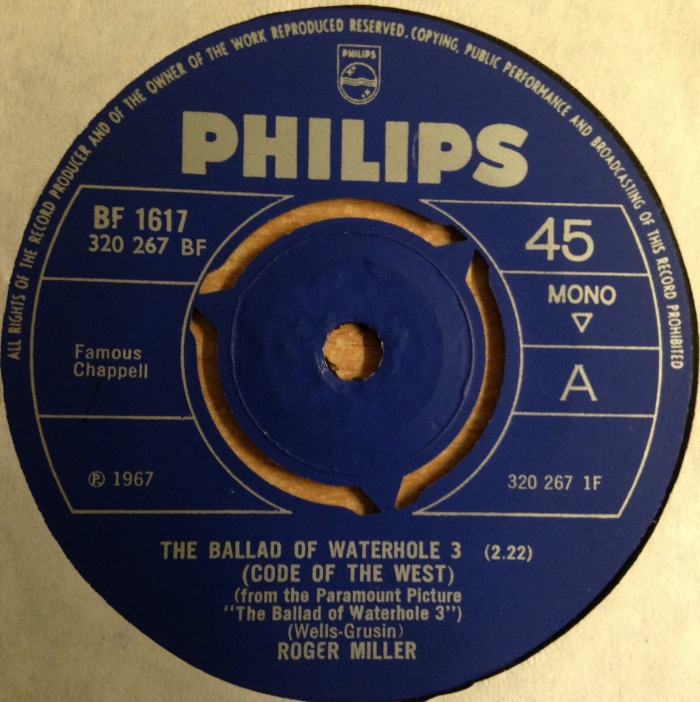 ALL RIGHTS OF THE RECORD PRODUCER AND OF THE OWNER OF THE WORK REPRODUCED RESERVED. COPYING, PUBLIC PERFORMANCE AND BROADCASTING OF THIS RECORD PROHIBITED
PHILIPS
PHILIPS
BF 1617
320 267 BF
45
MONO
Famous
Chappell
A
℗ 1967
320 267 1F
THE BALLAD OF WATERHOLE 3 (2.22)
(CODE OF THE WEST)
(from the Paramount Picture
"The Ballad of Waterhole 3")
(Wells-Grusin)
ROGER MILLER